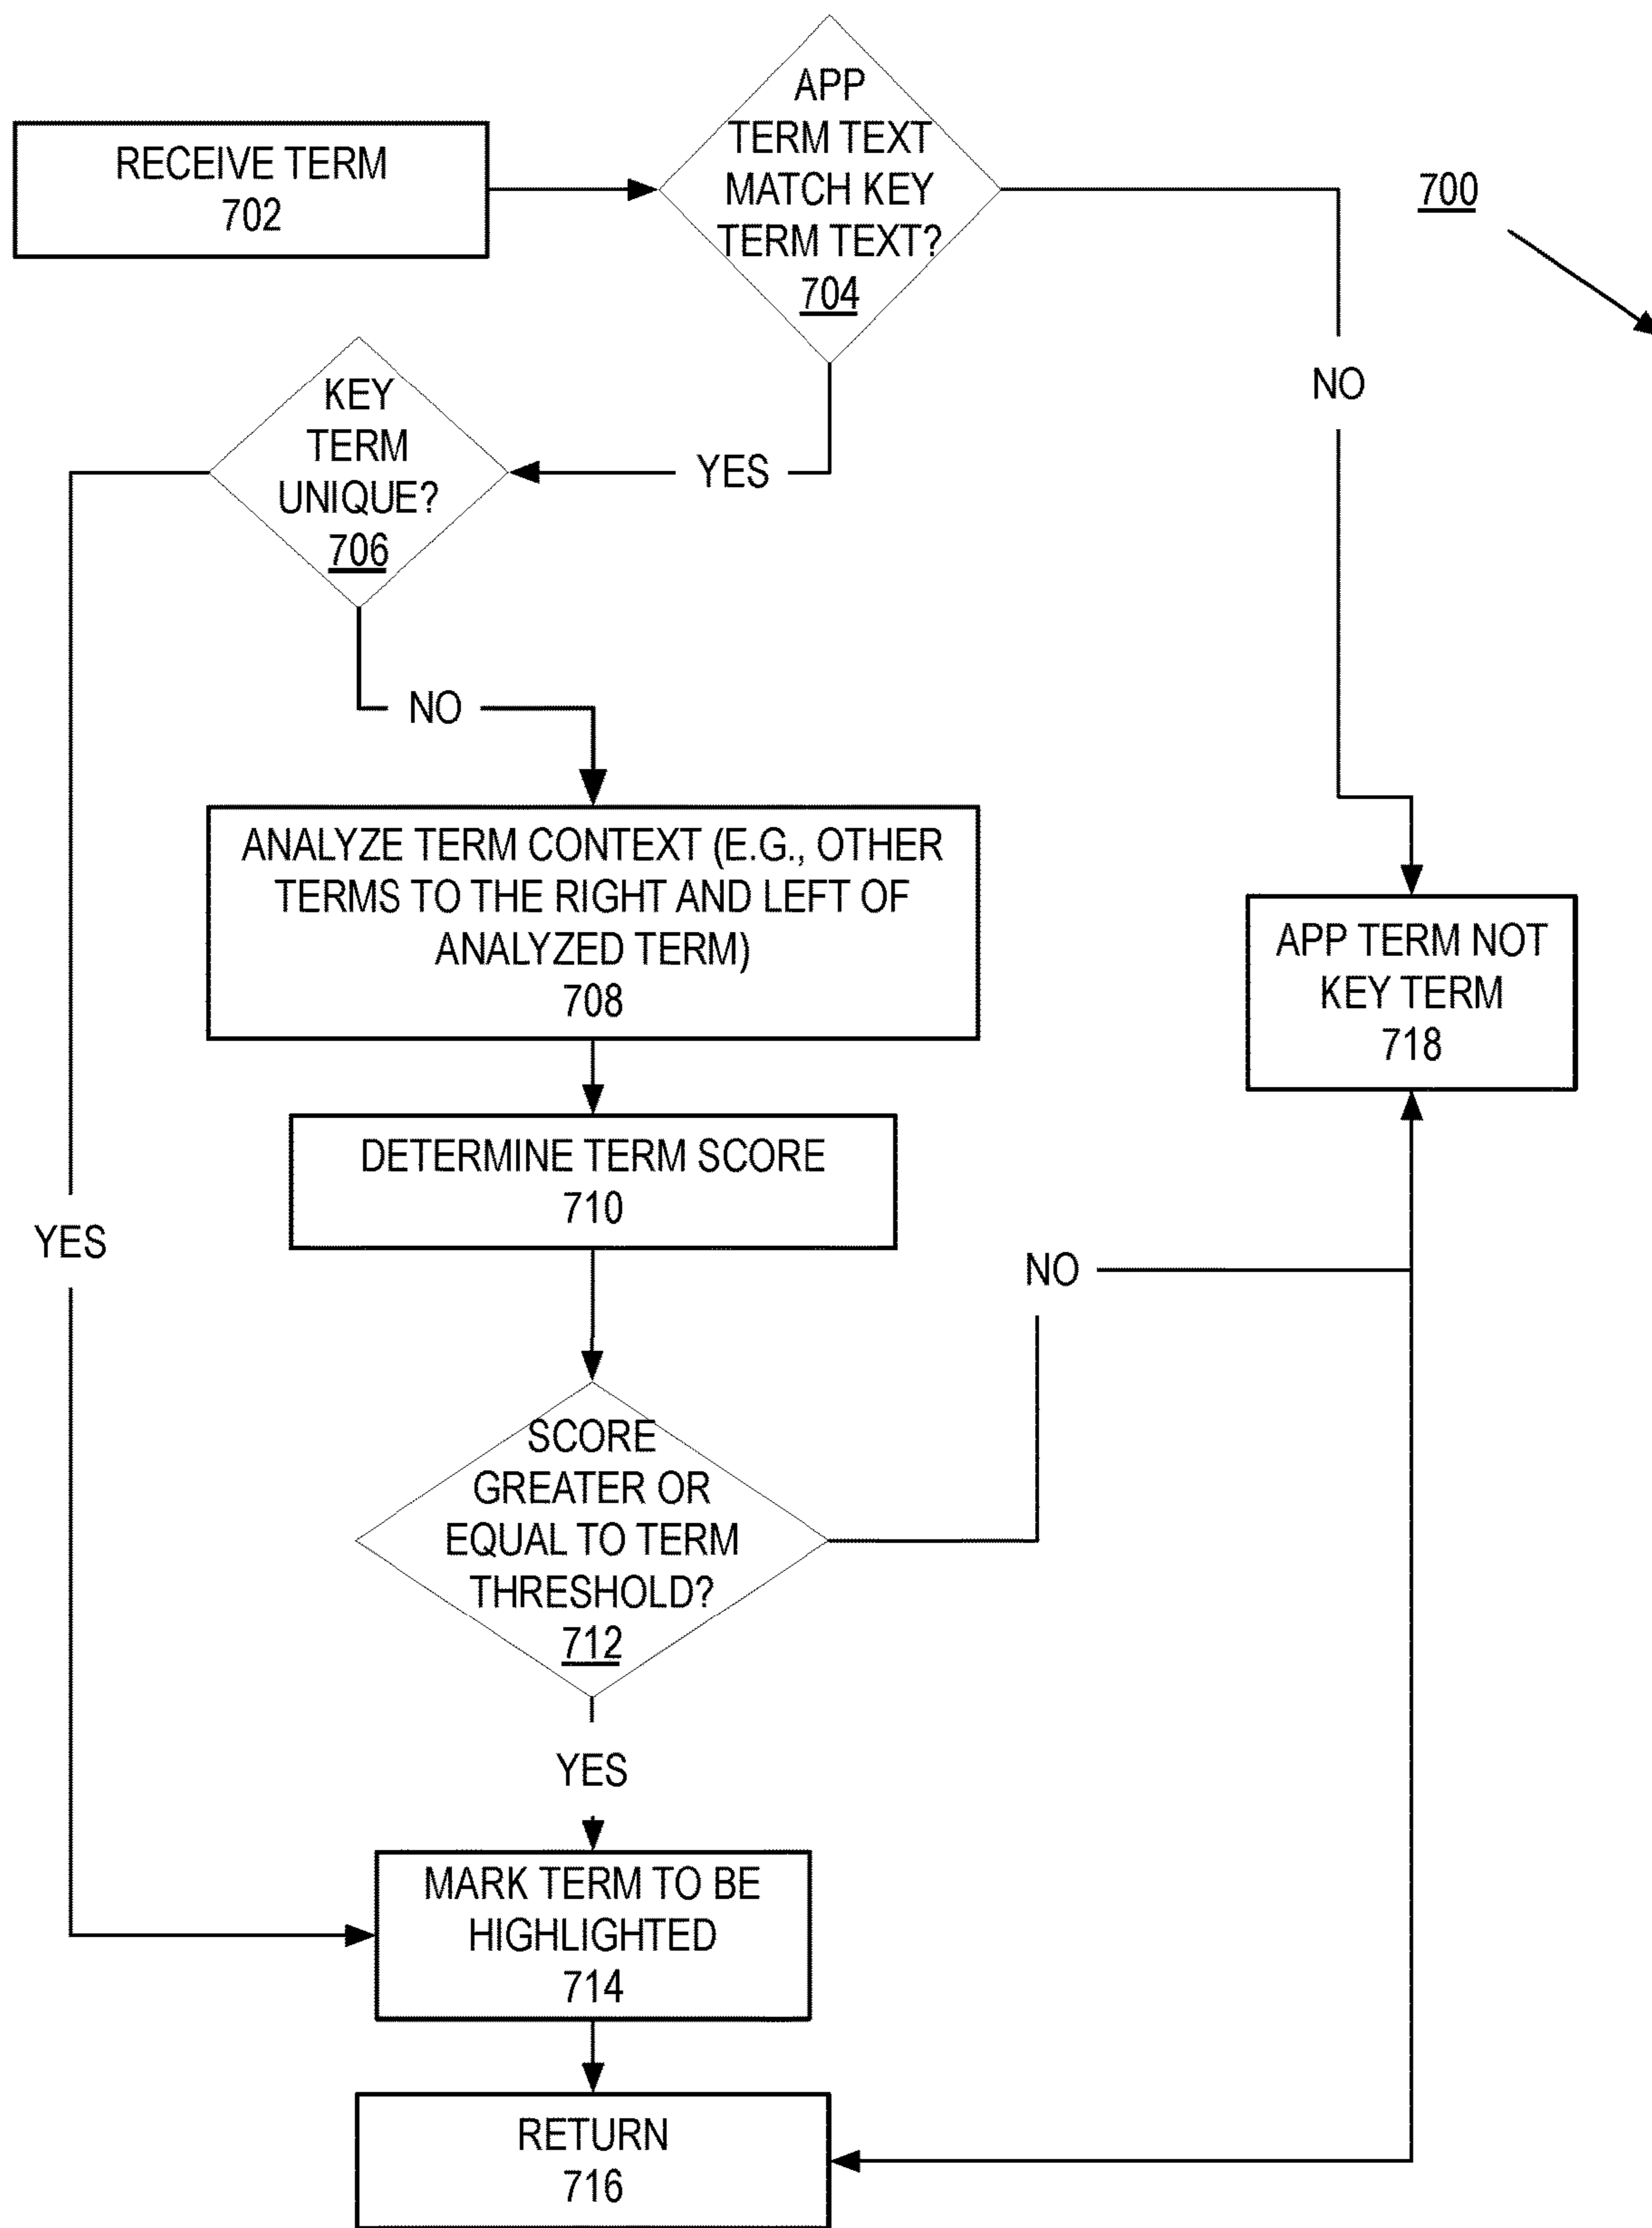 RECEIVE TERM
702
APP
TERM TEXT
MATCH KEY
TERM TEXT?
704
700
NO
YES
KEY
TERM
UNIQUE?
706
NO
ANALYZE TERM CONTEXT (E.G., OTHER
TERMS TO THE RIGHT AND LEFT OF
ANALYZED TERM)
708
APP TERM NOT
KEY TERM
718
DETERMINE TERM SCORE
710
YES
NO
SCORE
GREATER OR
EQUAL TO TERM
THRESHOLD?
712
YES
MARK TERM TO BE
HIGHLIGHTED
714
RETURN
716